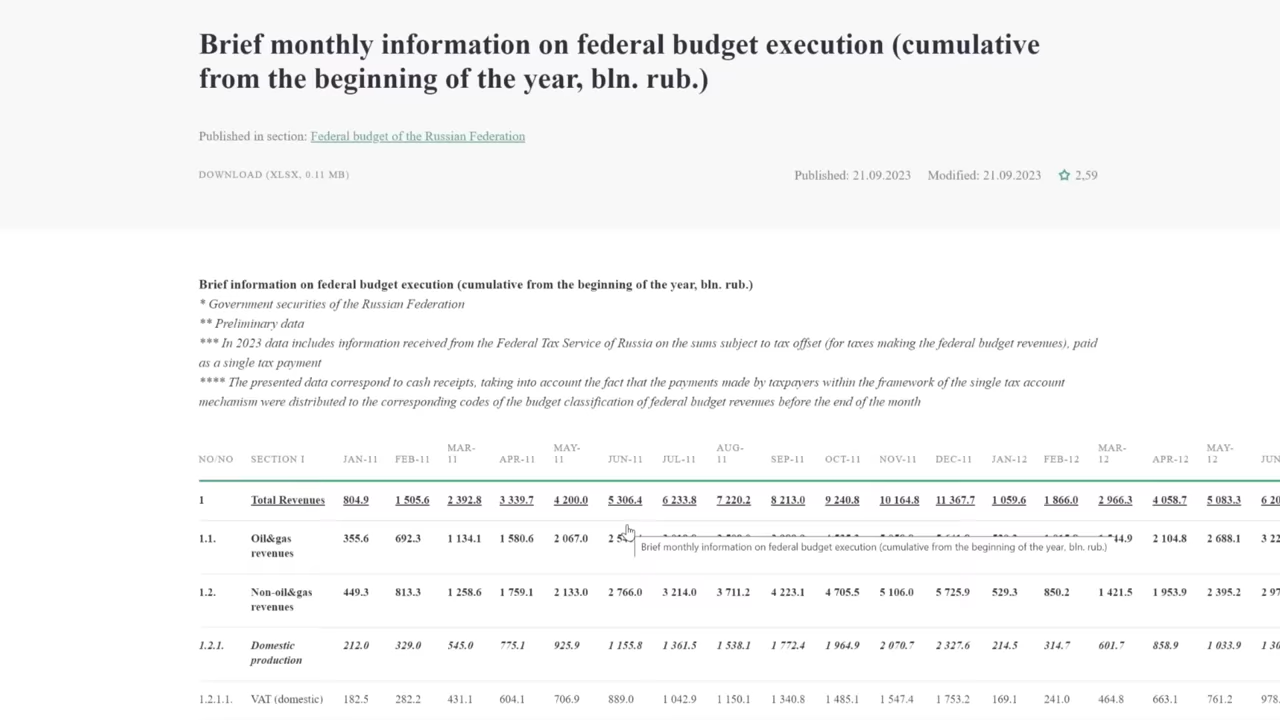 Brief monthly information on federal budget execution (cumulative
from the beginning of the year, bln. rub.)
Published in section: Federal budget of the Russian Federation
DOWNLOAD (XLSX, 0.11 MB) Published: 21.09.2023 Modified: 21.09.2023 2,59
Brief information on federal budget execution (cumulative from the beginning of the year, bln. rub.)
* Government securities of the Russian Federation
** Preliminary data
*** In 2023 data includes information received from the Federal Tax Service of Russia on the sums subject to tax offset (for taxes making the federal budget revenues), paid
as a single tax payment
**** The presented data correspond to cash receipts, taking into account the fact that the payments made by taxpayers within the framework of the single tax account
mechanism were distributed to the corresponding codes of the budget classification of federal budget revenues before the end of the month
NO/NO SECTION I JAN-11 FEB-11 MAR-11 APR-11 MAY-11 JUN-11 JUL-11 AUG-11 SEP-11 OCT-11 NOV-11 DEC-11 JAN-12 FEB-12 MAR-12 APR-12 MAY-12 JUN
1 Total Revenues 804.9 1 505.6 2 392.8 3 339.7 4 200.0 5 306.4 6 233.8 7 220.2 8 213.0 9 240.8 10 164.8 11 367.7 1 059.6 1 866.0 2 966.3 4 058.7 5 083.3 6 20
1.1. Oil&gas 355.6 692.3 1 134.1 1 580.6 2 067.0 2 104.8 2 688.1 3 22
revenues
Brief monthly information on federal budget execution (cumulative from the beginning of the year, bln. rub.)
1.2. Non-oil&gas 449.3 813.3 1 258.6 1 759.1 2 133.0 2 766.0 3 214.0 3 711.2 4 223.1 4 705.5 5 106.0 5 725.9 529.3 850.2 1 421.5 1 953.9 2 395.2 2 97
revenues
1.2.1. Domestic 212.0 329.0 545.0 775.1 925.9 1 155.8 1 361.5 1 538.1 1 772.4 1 964.9 2 070.7 2 327.6 214.5 314.7 601.7 858.9 1 033.9 1 30
production
1.2.1.1. VAT (domestic) 182.5 282.2 431.1 604.1 706.9 889.0 1 042.9 1 150.1 1 340.8 1 485.1 1 547.4 1 753.2 169.1 241.0 464.8 663.1 761.2 978.